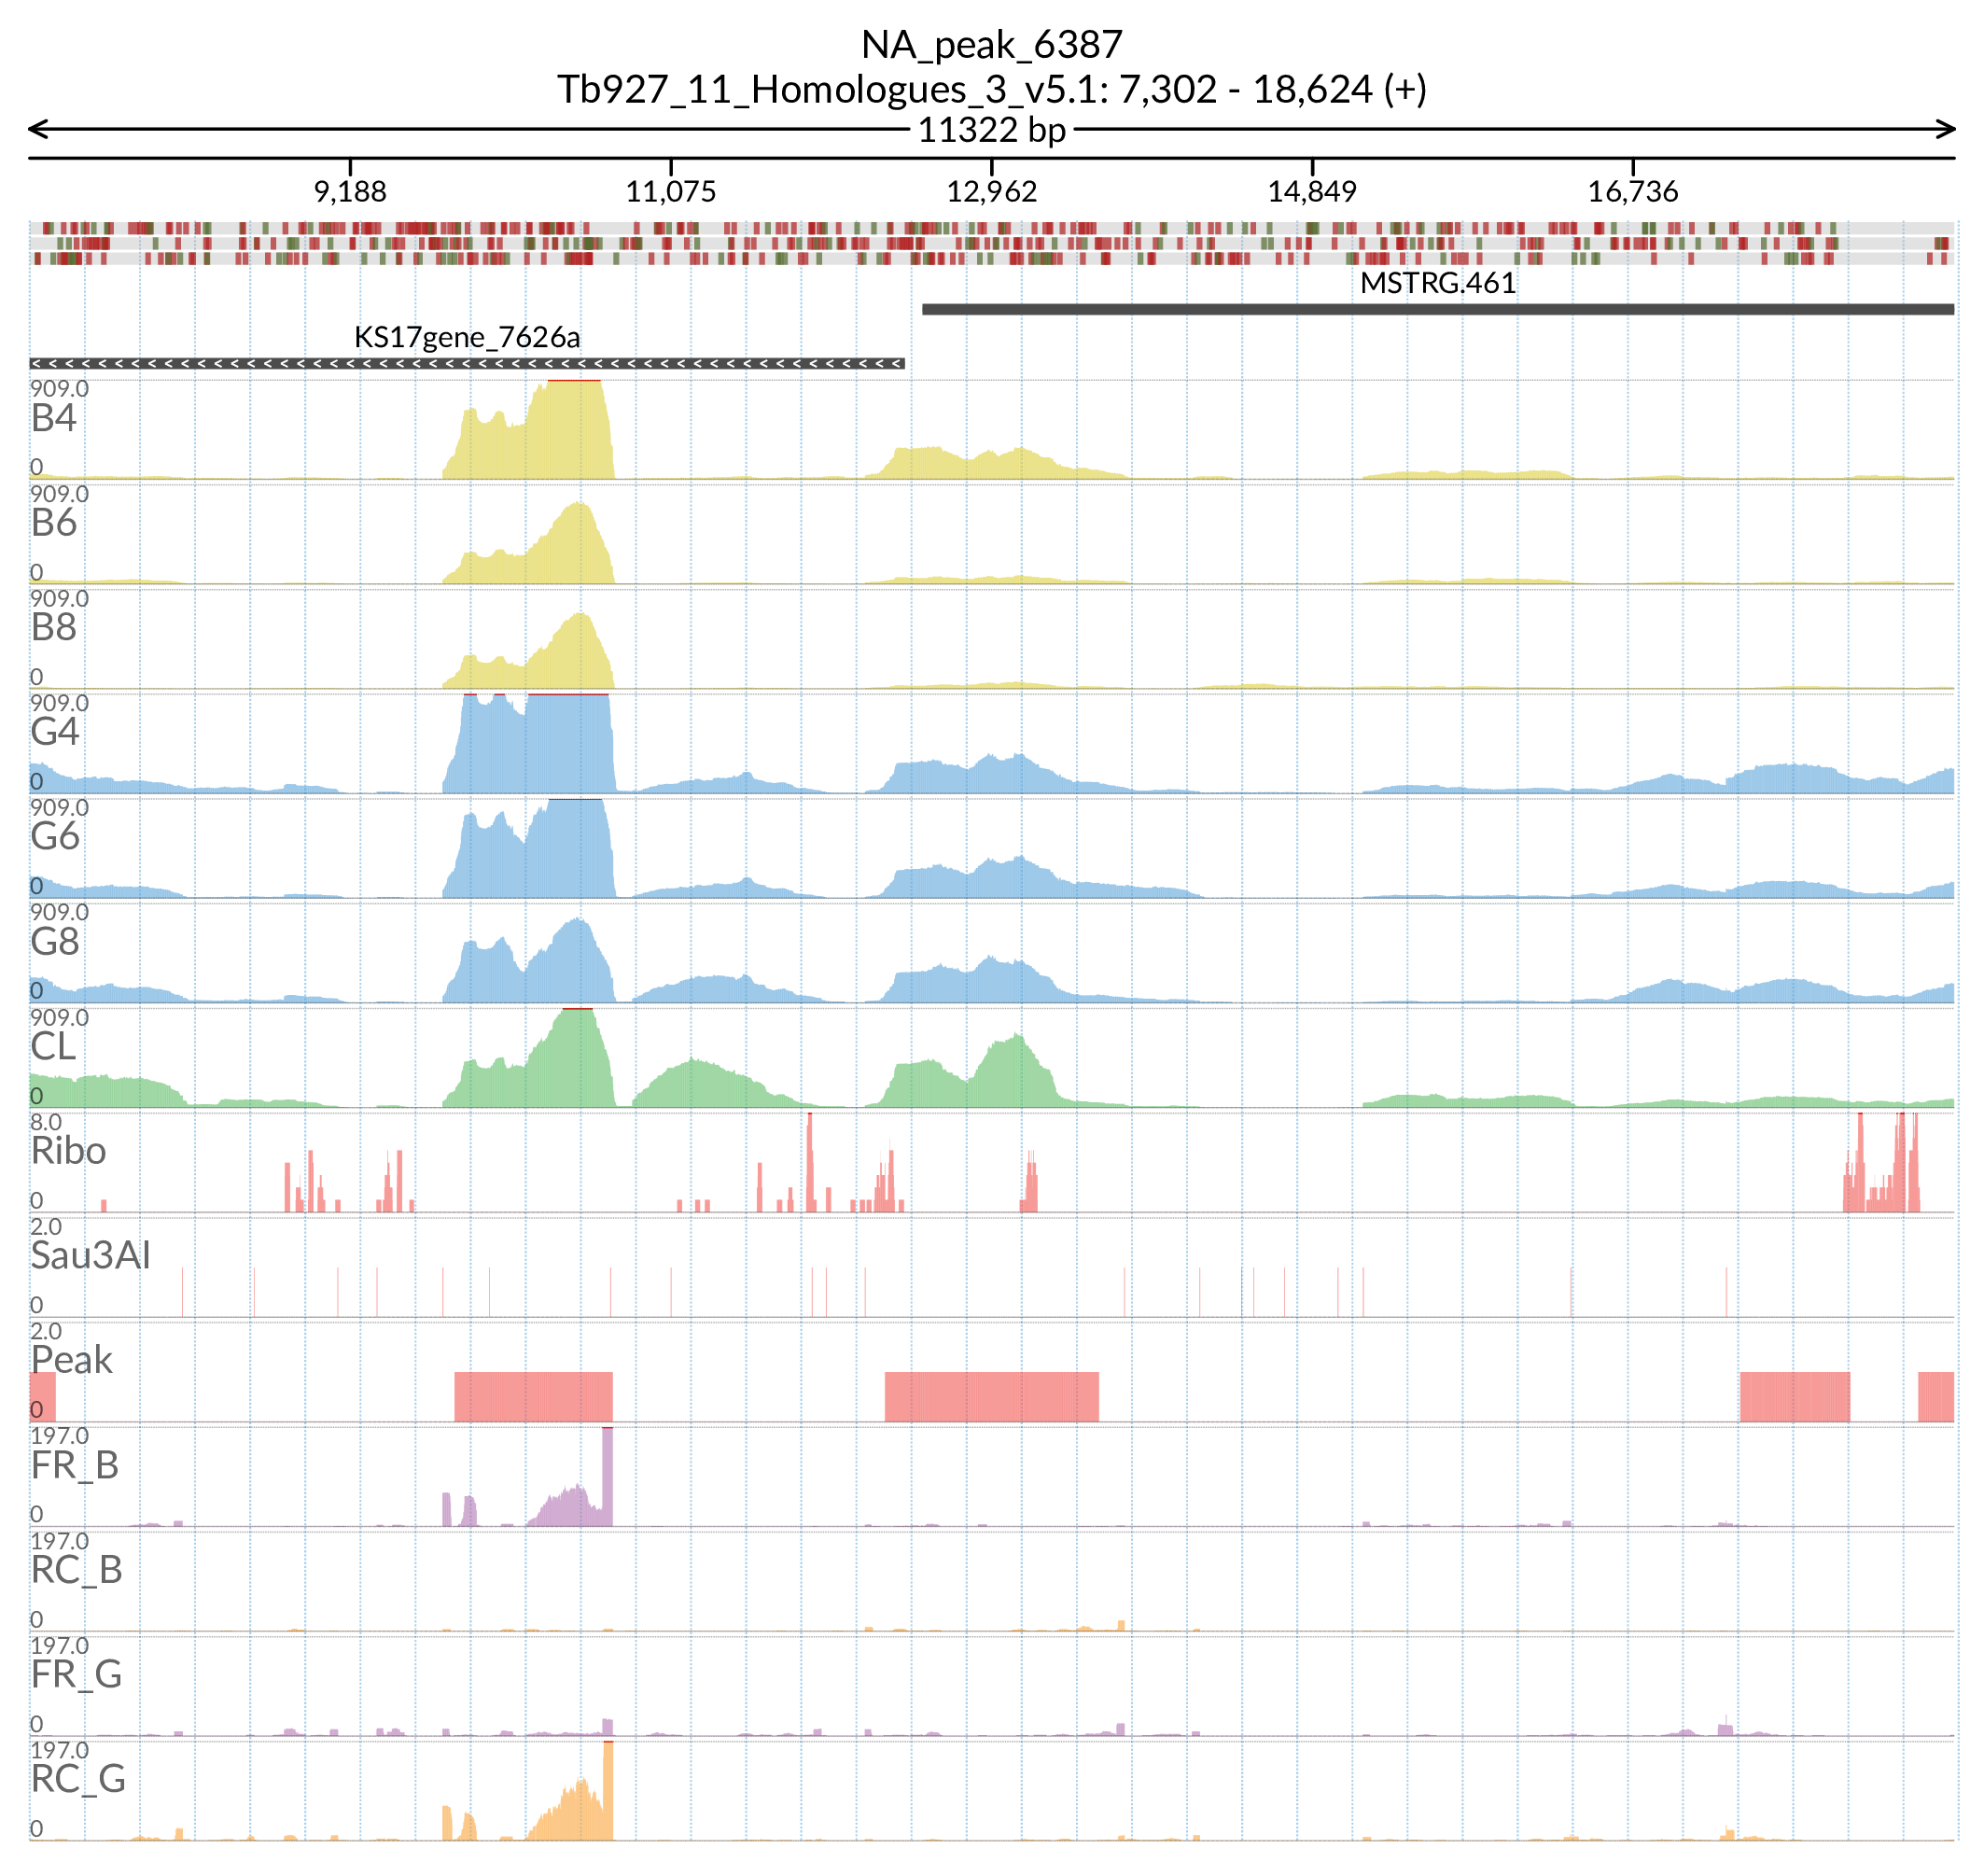 NA_peak_6387
Tb927_11_Homologues_3_v5.1: 7,302 - 18,624 (+)
11322 bp
9,188 11,075 12,962 14,849 16,736
MSTRG.461
KS17gene_7626a
909.0
B4
0
909.0
B6
0
909.0
B8
0
909.0
G4
0
909.0
G6
0
909.0
G8
0
909.0
CL
0
8.0
Ribo
0
2.0
Sau3AI
0
2.0
Peak
0
197.0
FR_B
0
197.0
RC_B
0
197.0
FR_G
0
197.0
RC_G
0